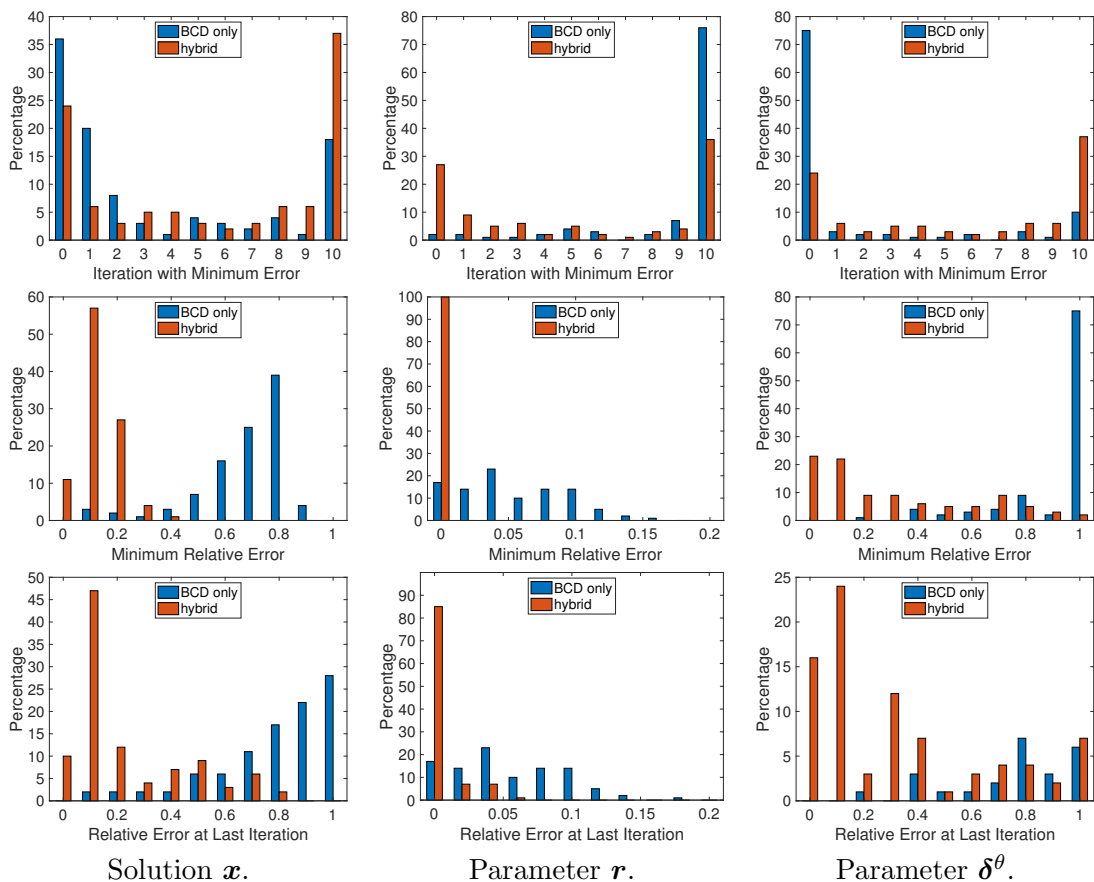 40
35
30
25
20
15
10
5
0
Percentage
BCD only
hybrid
0 1 2 3 4 5 6 7 8 9 10
Iteration with Minimum Error
80
70
60
50
40
30
20
10
0
Percentage
BCD only
hybrid
0 1 2 3 4 5 6 7 8 9 10
Iteration with Minimum Error
80
70
60
50
40
30
20
10
0
Percentage
BCD only
hybrid
0 1 2 3 4 5 6 7 8 9 10
Iteration with Minimum Error
60
50
40
30
20
10
0
Percentage
BCD only
hybrid
0 0.2 0.4 0.6 0.8 1
Minimum Relative Error
100
90
80
70
60
50
40
30
20
10
0
Percentage
BCD only
hybrid
0 0.05 0.1 0.15 0.2
Minimum Relative Error
80
70
60
50
40
30
20
10
0
Percentage
BCD only
hybrid
0 0.2 0.4 0.6 0.8 1
Minimum Relative Error
50
45
40
35
30
25
20
15
10
5
0
Percentage
BCD only
hybrid
0 0.2 0.4 0.6 0.8 1
Relative Error at Last Iteration
90
80
70
60
50
40
30
20
10
0
Percentage
BCD only
hybrid
0 0.05 0.1 0.15 0.2
Relative Error at Last Iteration
25
20
15
10
5
0
Percentage
BCD only
hybrid
0 0.2 0.4 0.6 0.8 1
Relative Error at Last Iteration
Solution x.
Parameter r.
Parameter δ^θ.